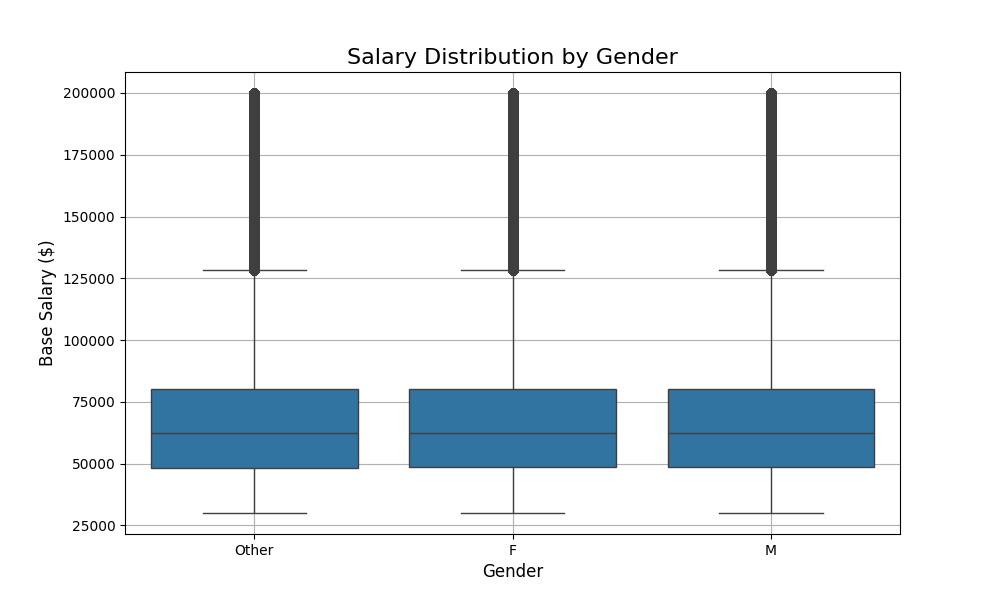 Salary Distribution by Gender
Base Salary ($)
200000
175000
150000
125000
100000
75000
50000
25000
Other F M
Gender